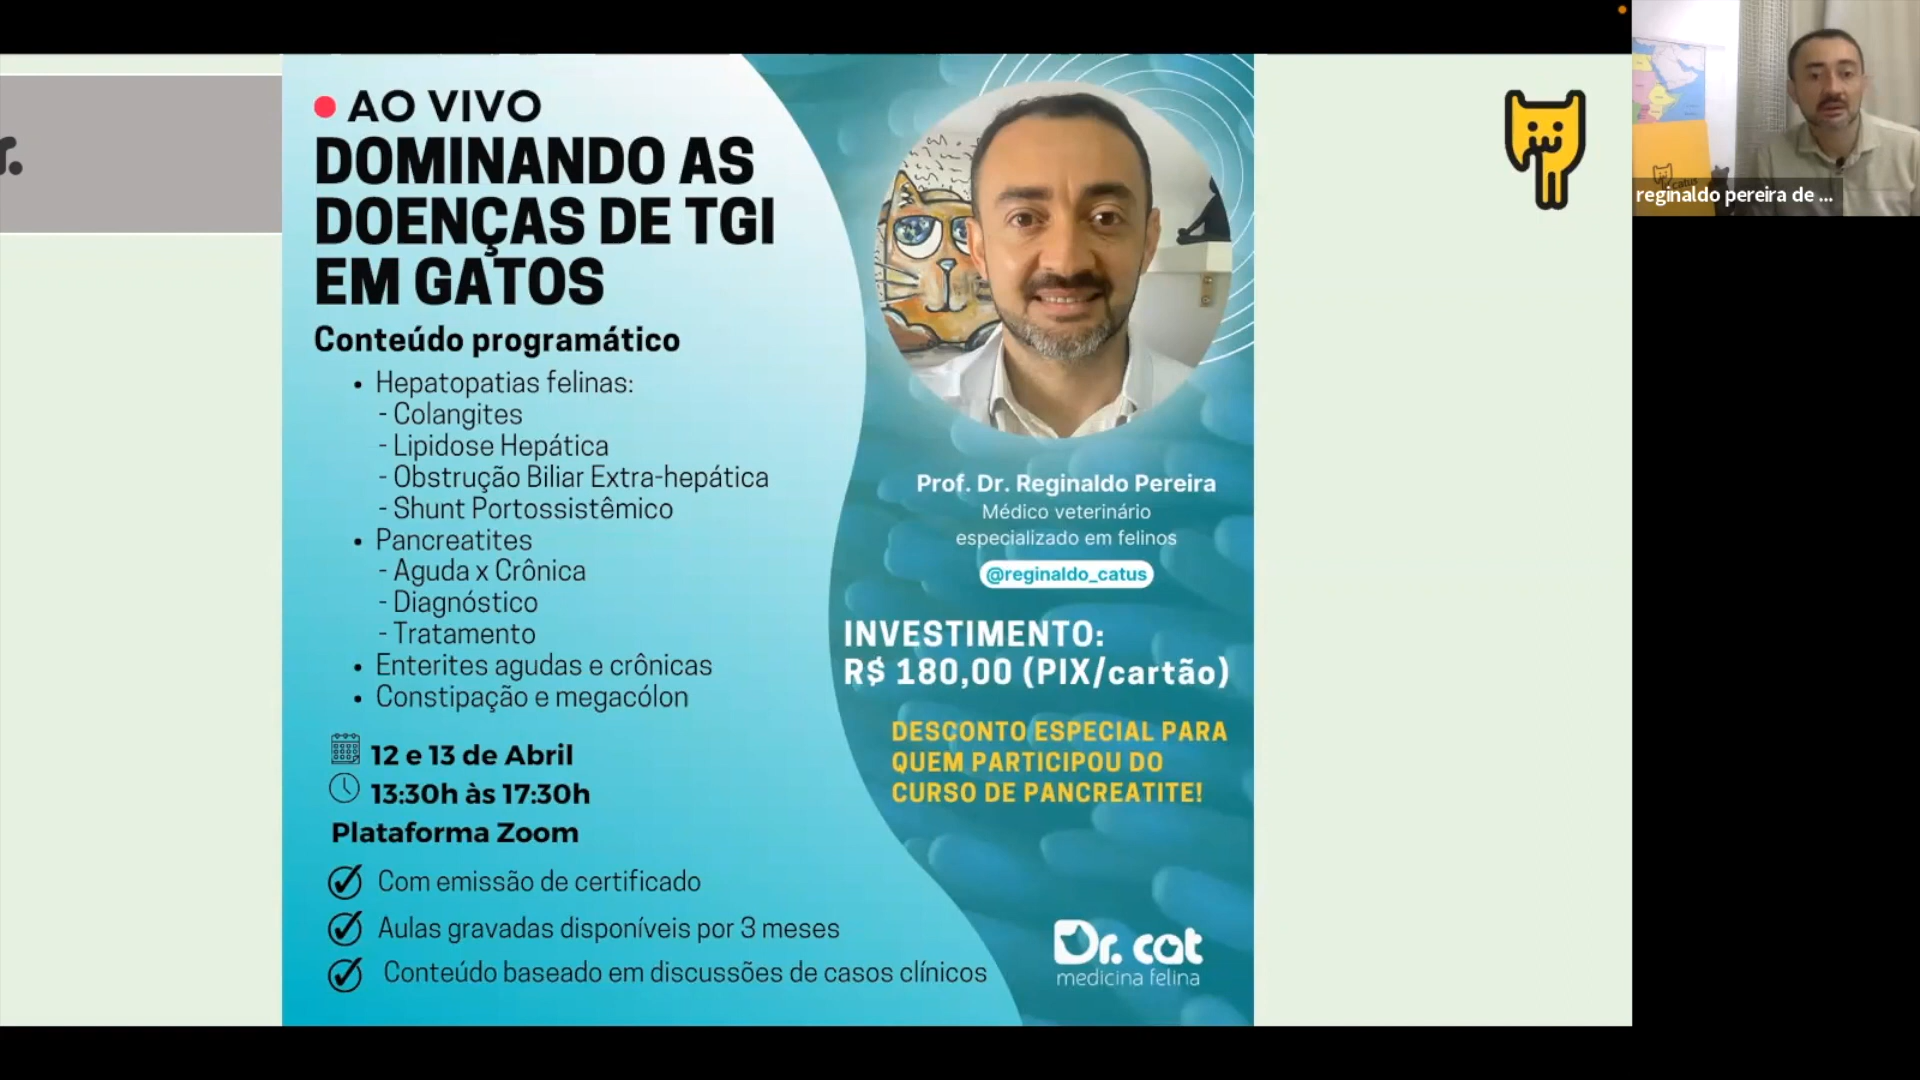 AO VIVO
DOMINANDO AS
DOENÇAS DE TGI
EM GATOS
Conteúdo programático
• Hepatopatias felinas:
- Colangites
- Lipidose Hepática
- Obstrução Biliar Extra-hepática
- Shunt Portossistêmico
• Pancreatites
- Aguda x Crônica
- Diagnóstico
- Tratamento
• Enterites agudas e crônicas
• Constipação e megacólon
12 e 13 de Abril
13:30h às 17:30h
Plataforma Zoom
Com emissão de certificado
Aulas gravadas disponíveis por 3 meses
Conteúdo baseado em discussões de casos clínicos
Prof. Dr. Reginaldo Pereira
Médico veterinário
especializado em felinos
@reginaldo_catus
INVESTIMENTO:
R$ 180,00 (PIX/cartão)
DESCONTO ESPECIAL PARA
QUEM PARTICIPOU DO
CURSO DE PANCREATITE!
Dr. cat
medicina felina
catus
reginaldo pereira de ...